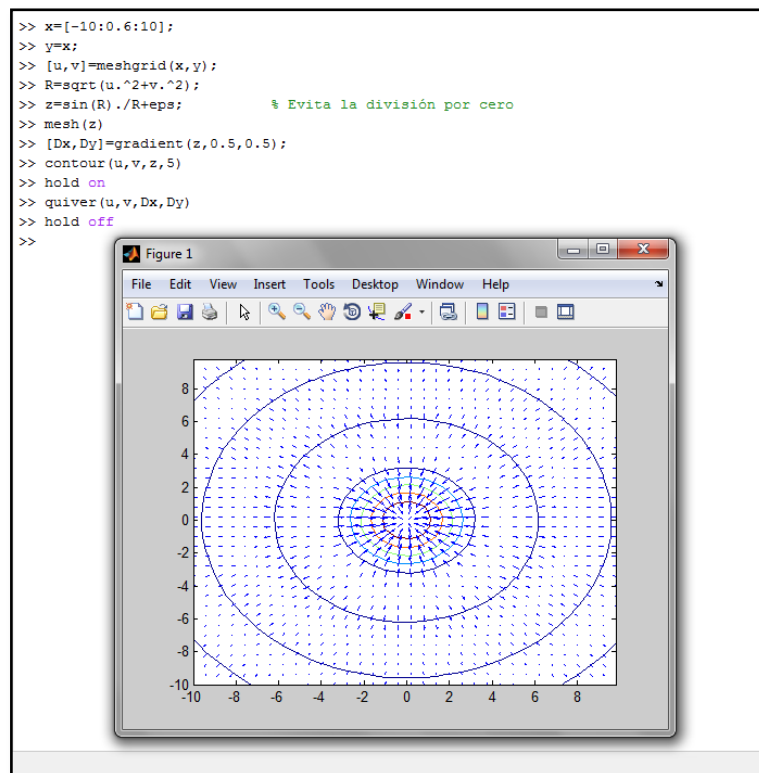 >> x=[-10:0.6:10];
>> y=x;
>> [u,v]=meshgrid(x,y);
>> R=sqrt(u.^2+v.^2);
>> z=sin(R)./R+eps;          % Evita la división por cero
>> mesh(z)
>> [Dx,Dy]=gradient(z,0.5,0.5);
>> contour(u,v,z,5)
>> hold on
>> quiver(u,v,Dx,Dy)
>> hold off
>>
Figure 1
File Edit View Insert Tools Desktop Window Help
8
6
4
2
0
-2
-4
-6
-8
-10
-10 -8 -6 -4 -2 0 2 4 6 8